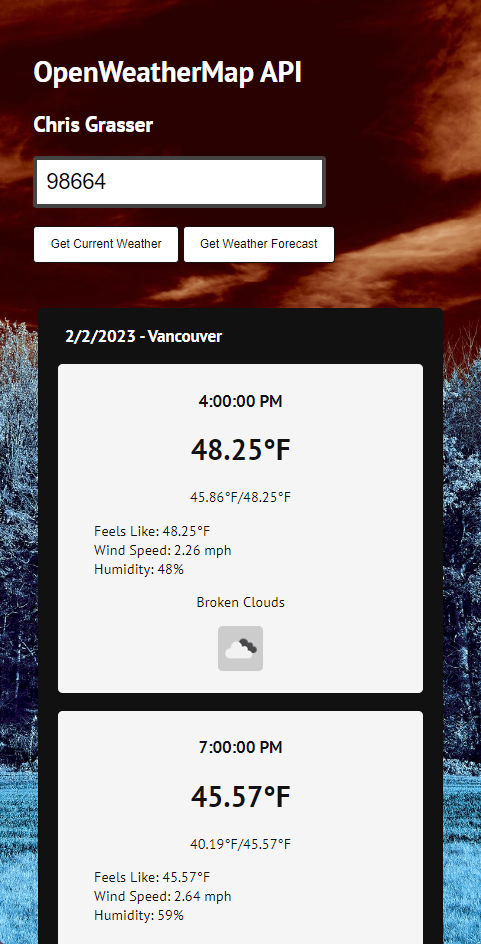 OpenWeatherMap API
Chris Grasser
98664
Get Current Weather Get Weather Forecast
2/2/2023 - Vancouver
4:00:00 PM
48.25°F
45.86°F/48.25°F
Feels Like: 48.25°F
Wind Speed: 2.26 mph
Humidity: 48%
Broken Clouds
7:00:00 PM
45.57°F
40.19°F/45.57°F
Feels Like: 45.57°F
Wind Speed: 2.64 mph
Humidity: 59%